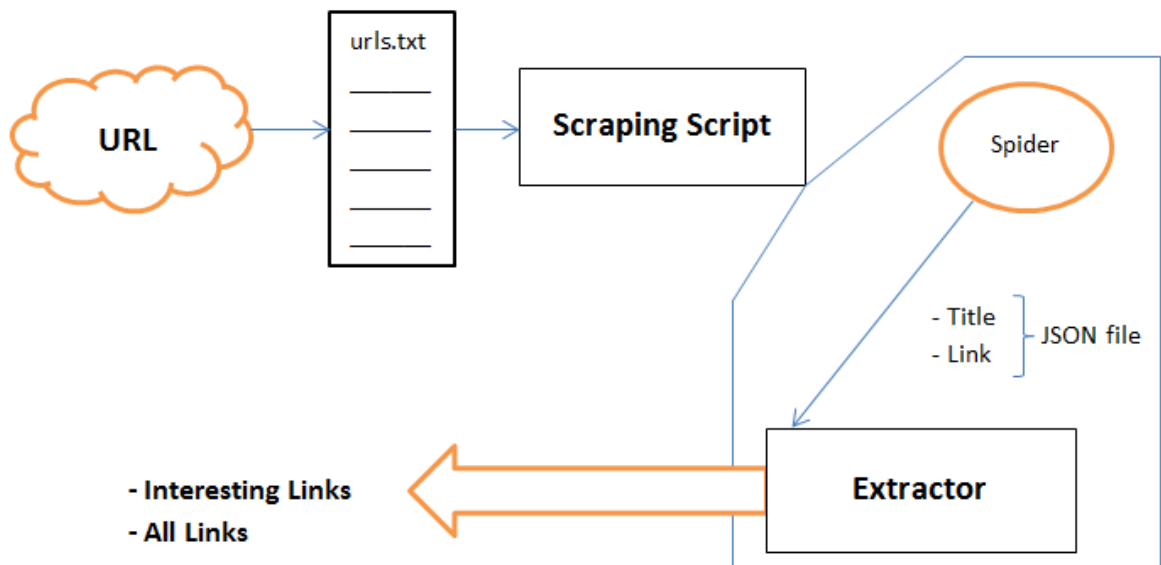 urls.txt
URL
Scraping Script
Spider
- Title
- Link
JSON file
Extractor
- Interesting Links
- All Links